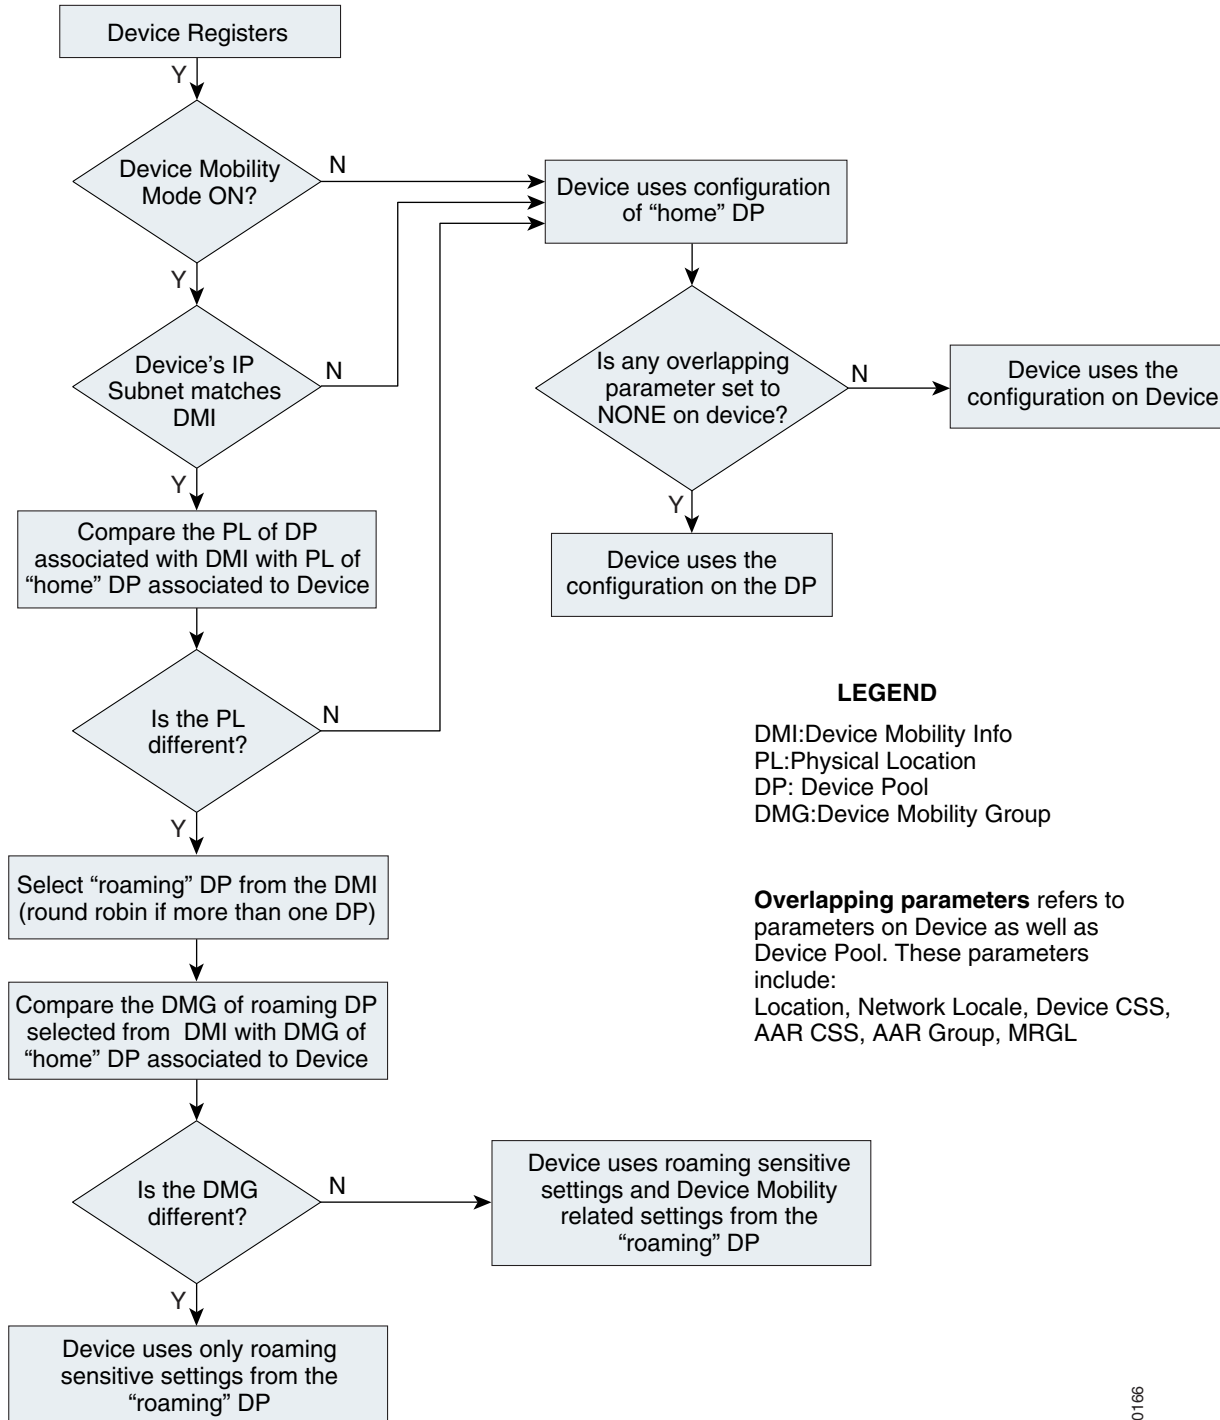 Device Registers
Y
Device Mobility
Mode ON?
N
Y
Device uses configuration
of “home” DP
Device's IP
Subnet matches
DMI
N
Y
Is any overlapping
parameter set to
NONE on device?
N
Y
Device uses the
configuration on Device
Compare the PL of DP
associated with DMI with PL of
“home” DP associated to Device
Device uses the
configuration on the DP
Is the PL
different?
N
Y
LEGEND
DMI:Device Mobility Info
PL:Physical Location
DP: Device Pool
DMG:Device Mobility Group
Select “roaming” DP from the DMI
(round robin if more than one DP)
Overlapping parameters refers to
parameters on Device as well as
Device Pool. These parameters
include:
Location, Network Locale, Device CSS,
AAR CSS, AAR Group, MRGL
Compare the DMG of roaming DP
selected from DMI with DMG of
“home” DP associated to Device
Is the DMG
different?
N
Y
Device uses roaming sensitive
settings and Device Mobility
related settings from the
“roaming” DP
Device uses only roaming
sensitive settings from the
“roaming” DP
0166